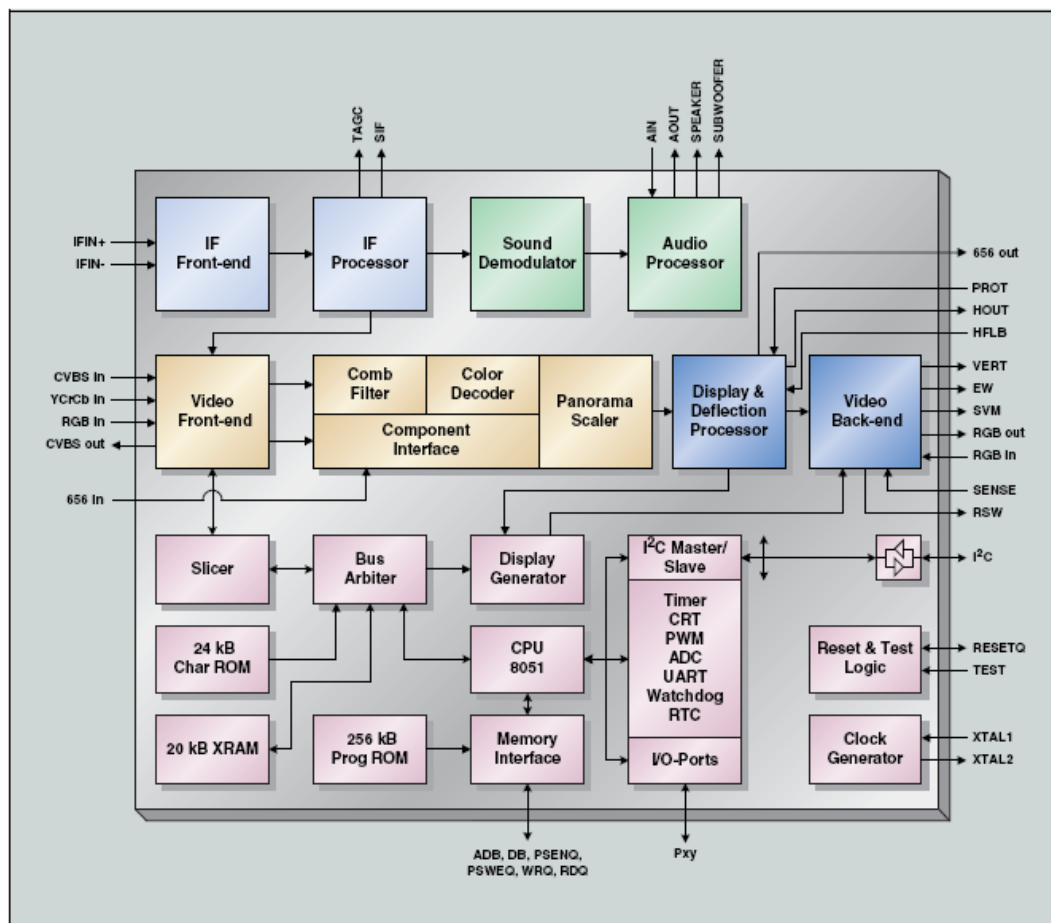 TAGC
SIF
AIN
AOUT
SPEAKER
SUBWOOFER
IFIN+
IFIN-
IF
Front-end
IF
Processor
Sound
Demodulator
Audio
Processor
656 out
PROT
HOUT
HFLB
CVBS in
YCrCb in
RGB in
CVBS out
656 in
Video
Front-end
Comb
Filter
Color
Decoder
Component
Interface
Panorama
Scaler
Display &
Deflection
Processor
Video
Back-end
VERT
EW
SVM
RGB out
RGB in
SENSE
RSW
Slicer
Bus
Arbiter
Display
Generator
I²C Master/
Slave
I²C
24 kB
Char ROM
CPU
8051
Timer
CRT
PWM
ADC
UART
Watchdog
RTC
Reset & Test
Logic
RESETQ
TEST
20 kB XRAM
256 kB
Prog ROM
Memory
Interface
I/O-Ports
Clock
Generator
XTAL1
XTAL2
ADB, DB, PSENQ,
PSWEQ, WRQ, RDQ
Pxy